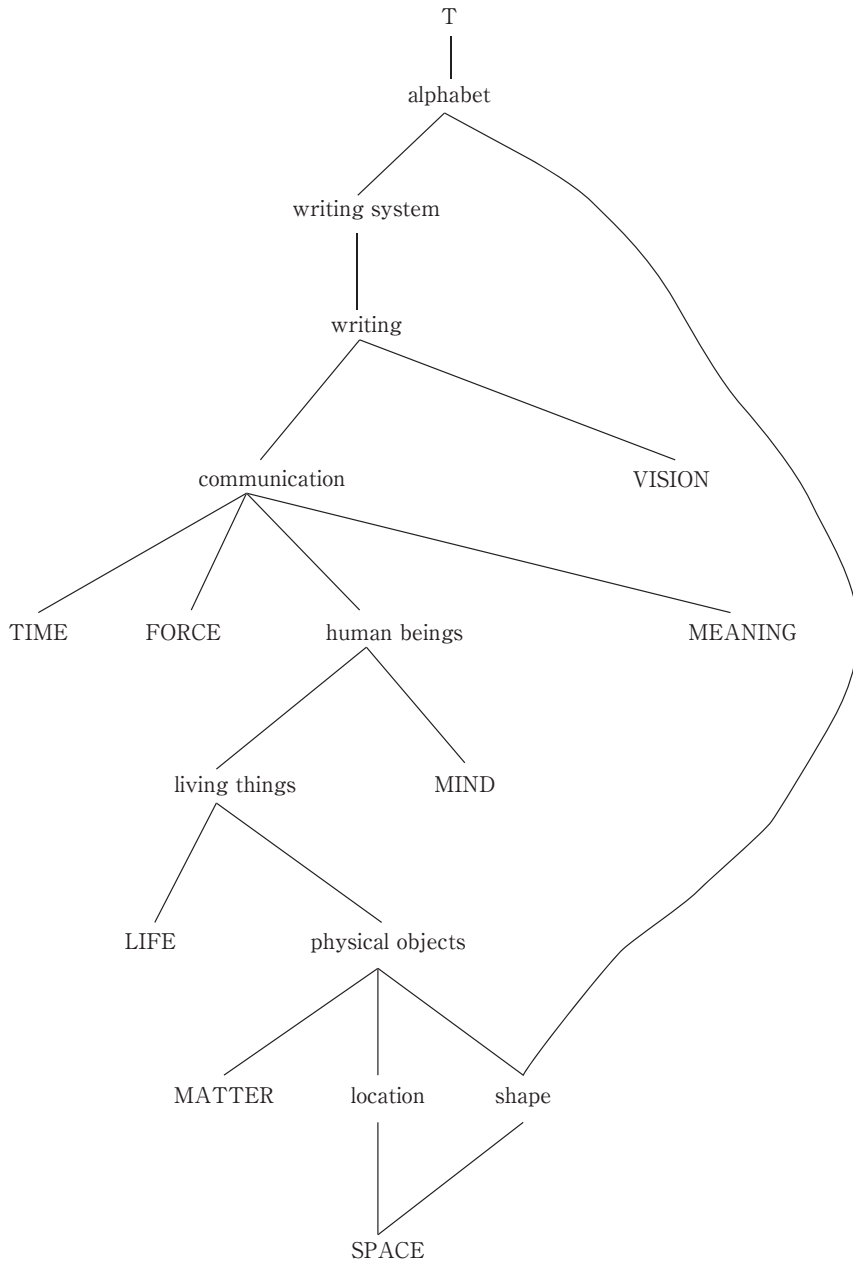 T
alphabet
writing system
writing
communication VISION
TIME FORCE human beings MEANING
living things MIND
LIFE physical objects
MATTER location shape
SPACE